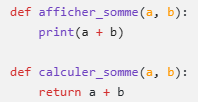 def afficher_somme(a, b):
    print(a + b)

def calculer_somme(a, b):
    return a + b